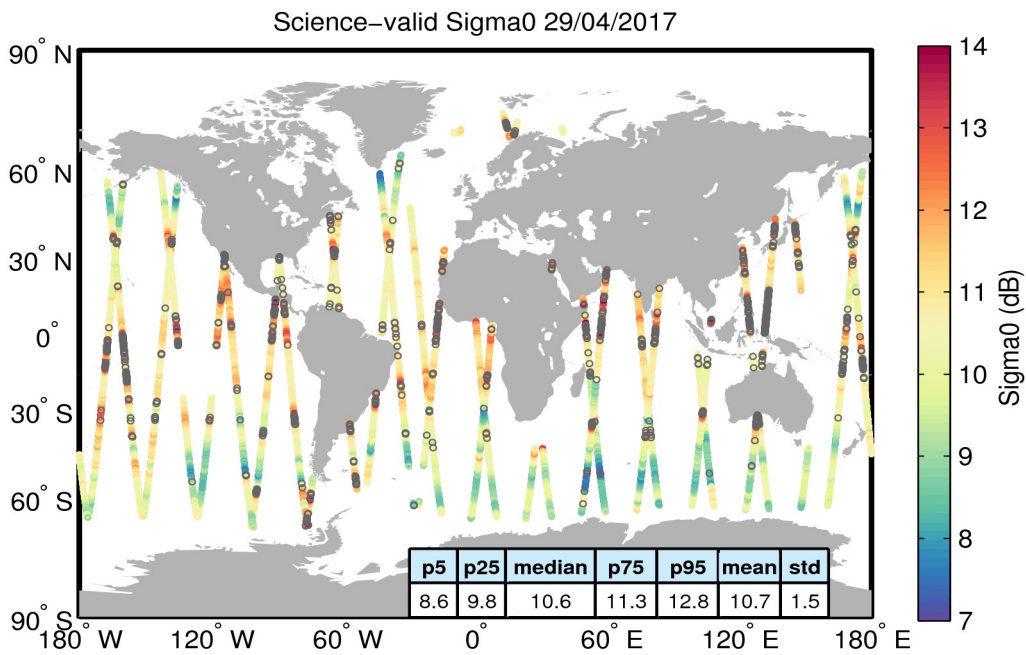 Science−valid Sigma0 29/04/2017
90° N
60° N
30° N
0°
30° S
60° S
90° S
180° W
120° W
60° W
0°
60° E
120° E
180° E
p5 p25 median p75 p95 mean std
8.6 9.8 10.6 11.3 12.8 10.7 1.5
14
13
12
11
10
9
8
7
Sigma0 (dB)